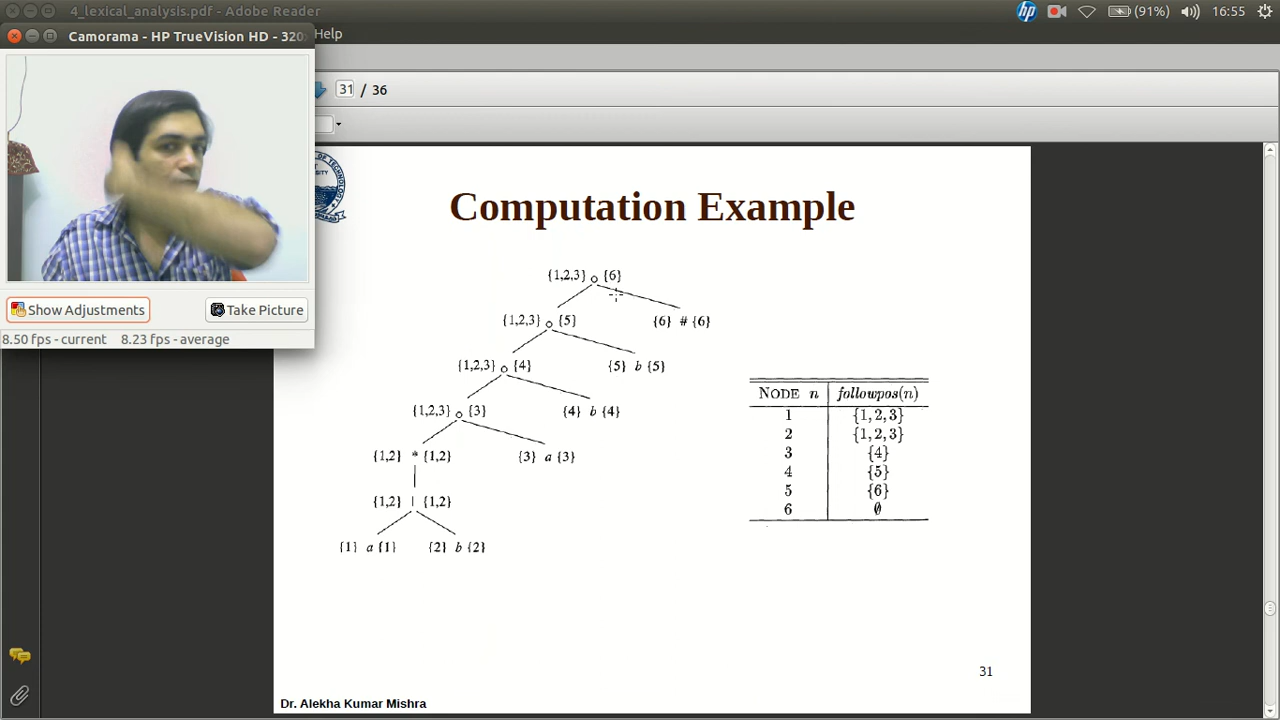 4_lexical_analysis.pdf - Adobe Reader
(91%)
16:55
Camorama - HP TrueVision HD - 320
Help
31 / 36
Show Adjustments
Take Picture
8.50 fps - current 8.23 fps - average
Computation Example
{1,2,3} {6}
{1,2,3} {5}
{6} # {6}
{1,2,3} {4}
{5} b {5}
{1,2,3} {3}
{4} b {4}
{1,2} * {1,2}
{3} a {3}
{1,2} | {1,2}
{1} a {1}
{2} b {2}
NODE n followpos(n)
1 {1, 2, 3}
2 {1, 2, 3}
3 {4}
4 {5}
5 {6}
6 ∅
31
Dr. Alekha Kumar Mishra